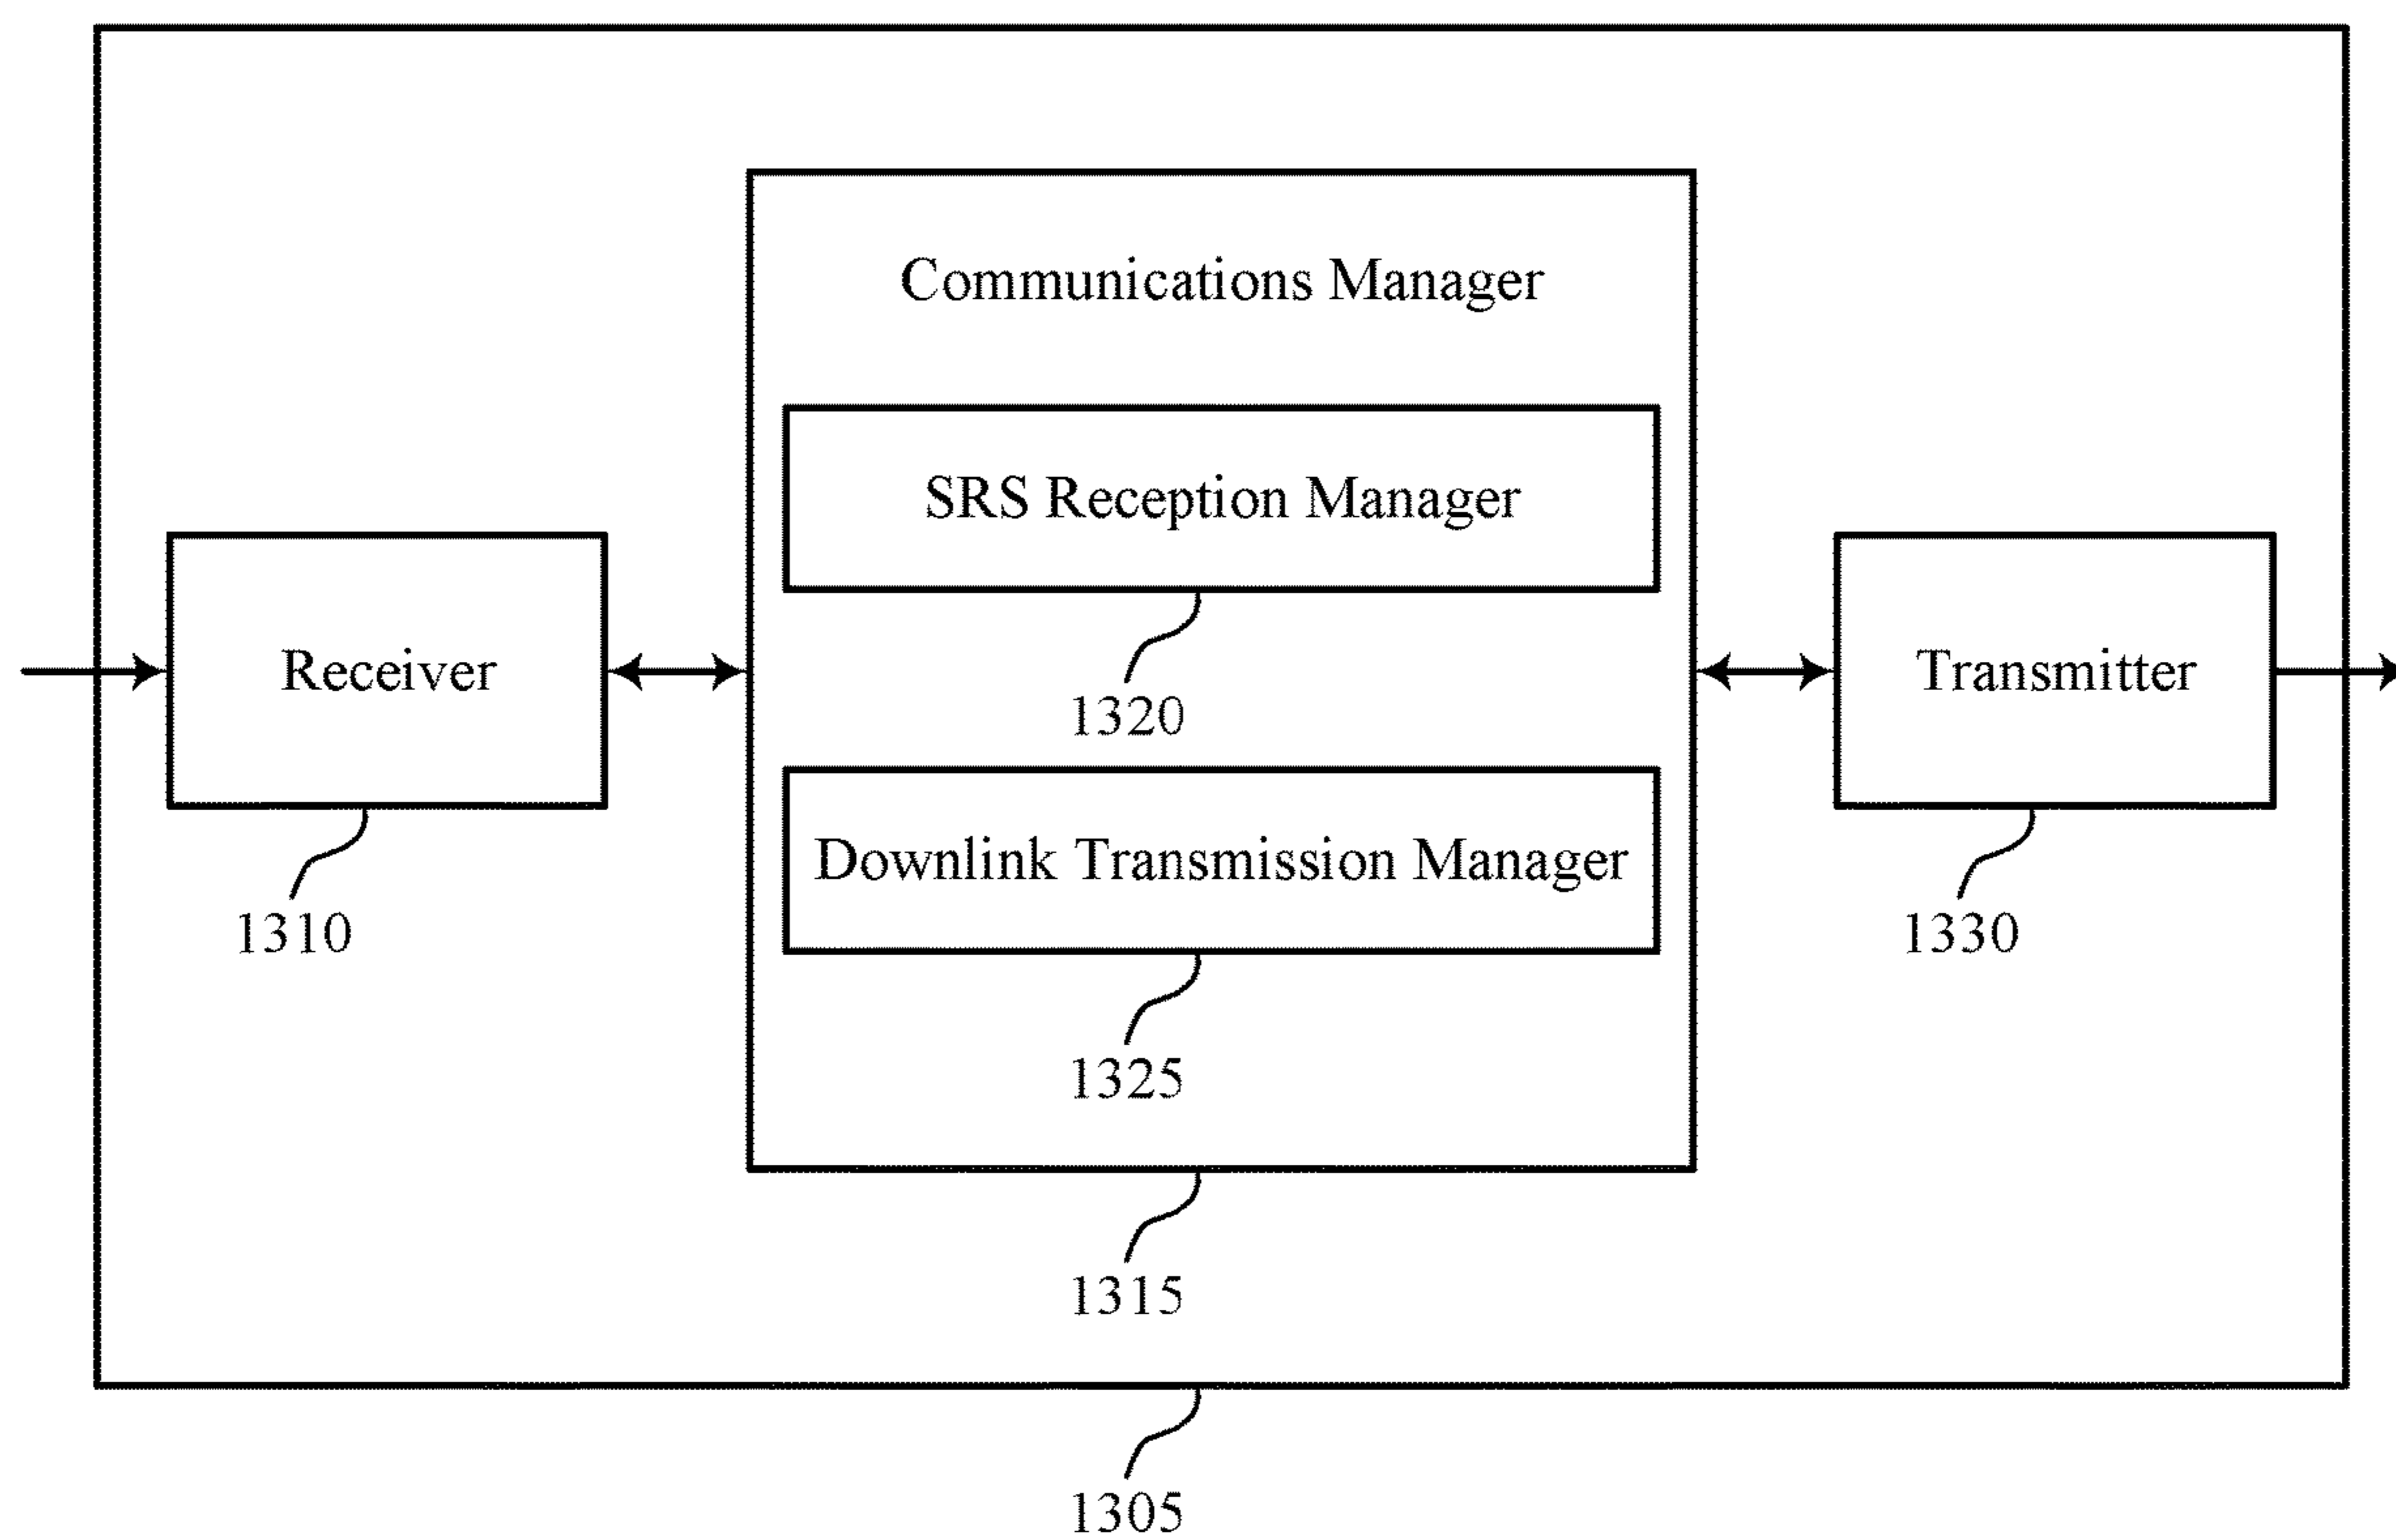 Communications Manager
SRS Reception Manager
Receiver
Transmitter
1320
Downlink Transmission Manager
1310
1330
1325
1315
1305